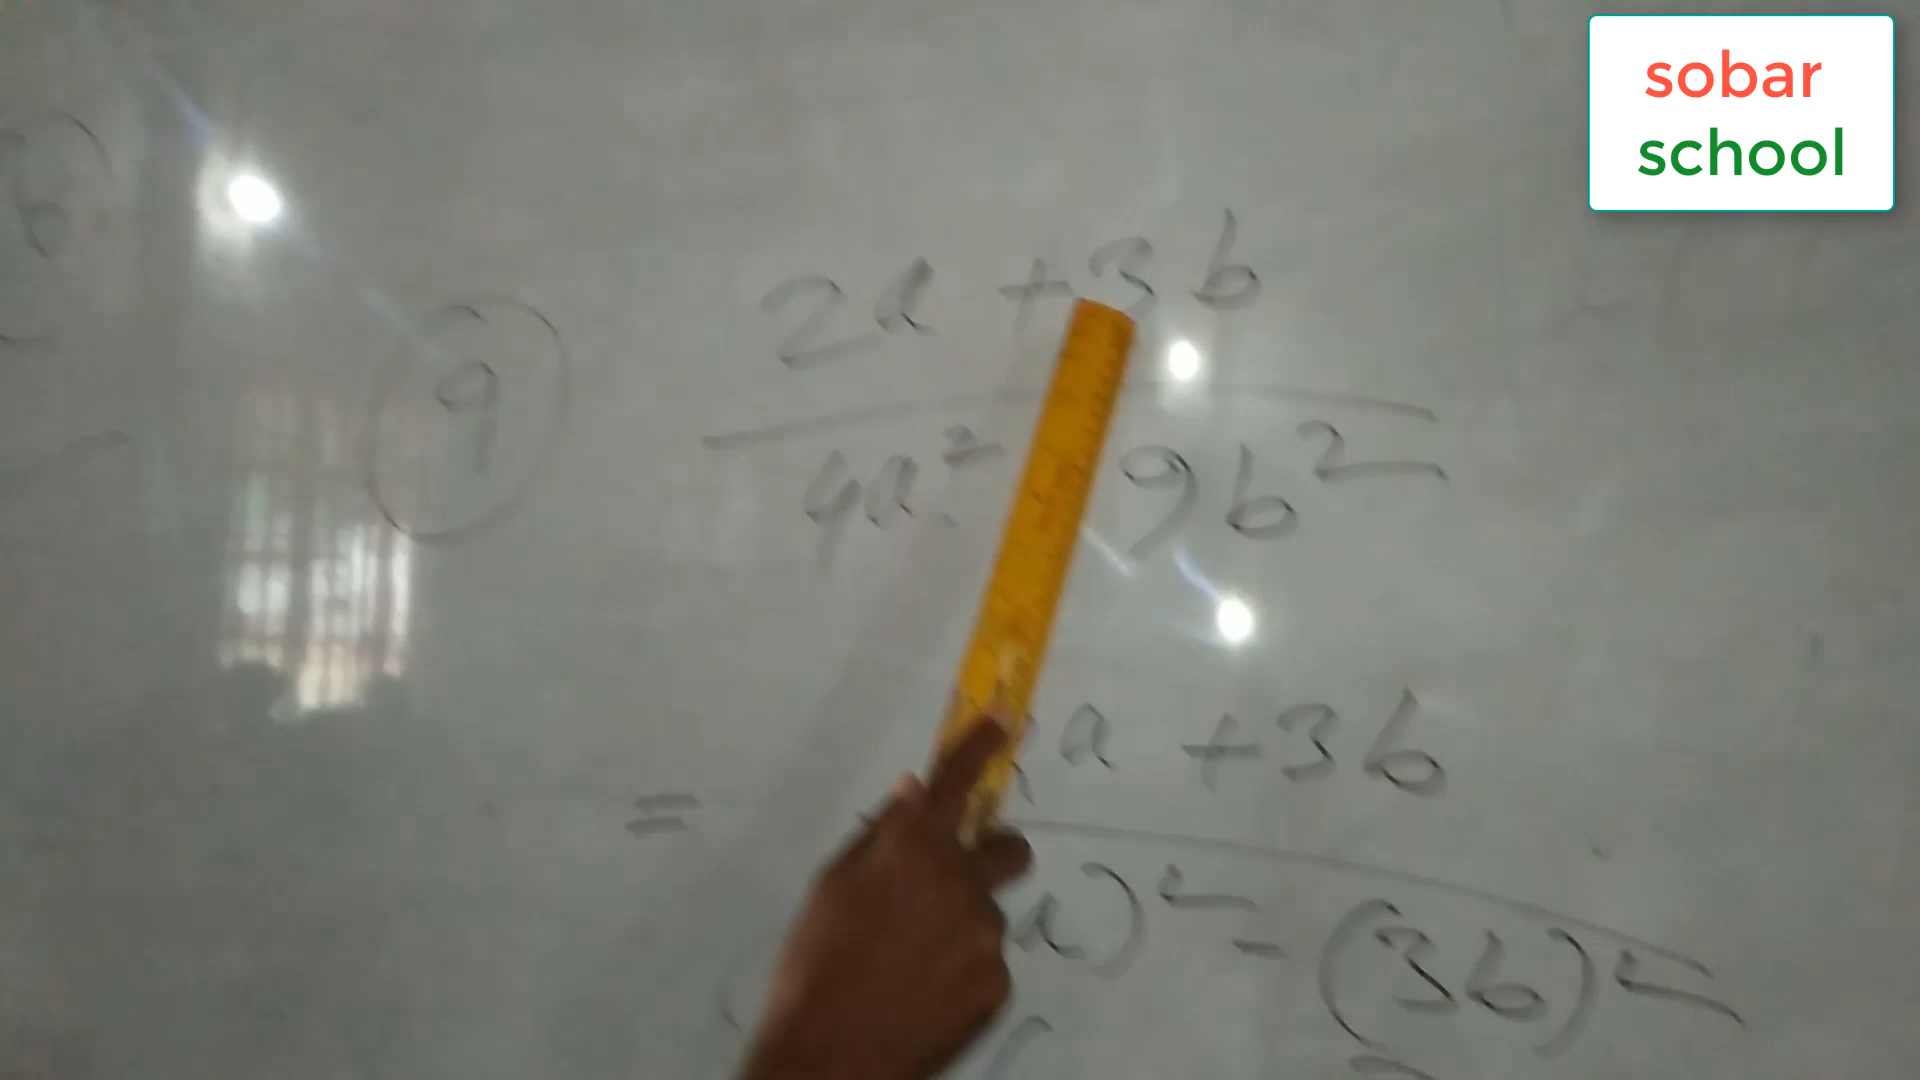 sobar
school
9
2a + 3b
4a² 9b²
= a + 3b
a)² - (3b)²